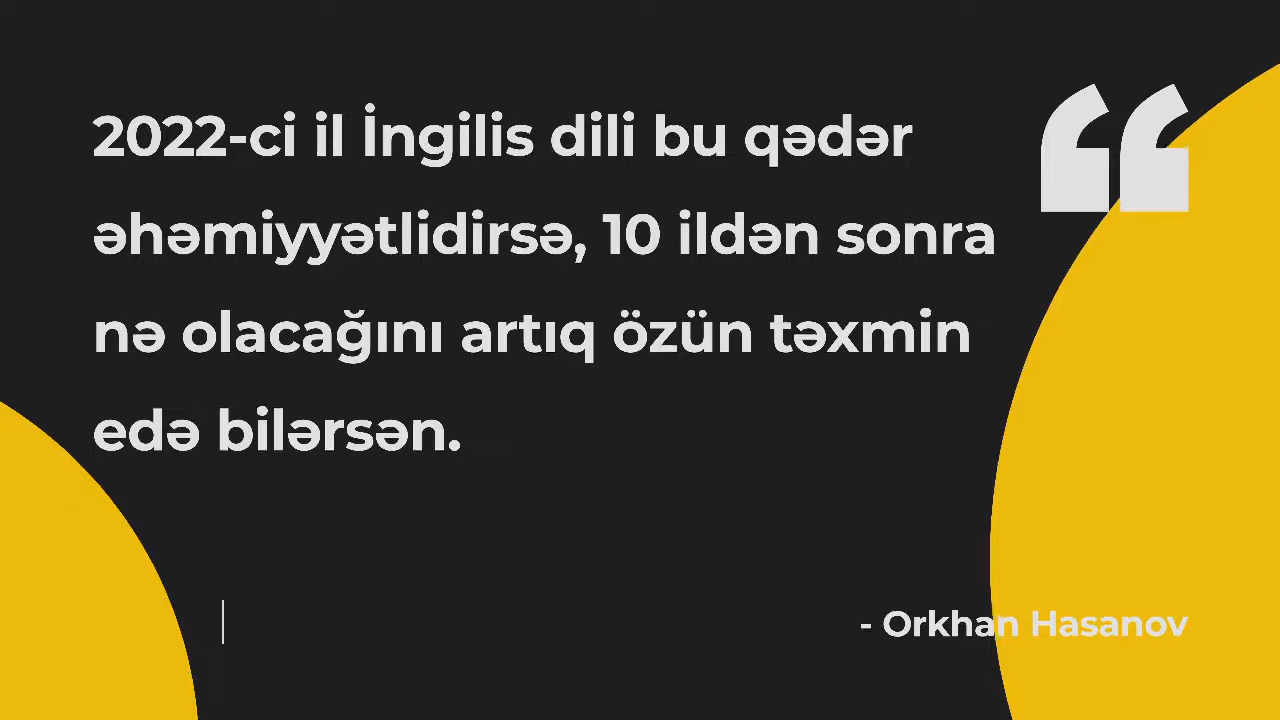 2022-ci il İngilis dili bu qədər
əhəmiyyətlidirsə, 10 ildən sonra
nə olacağını artıq özün təxmin
edə bilərsən.
- Orkhan Hasanov